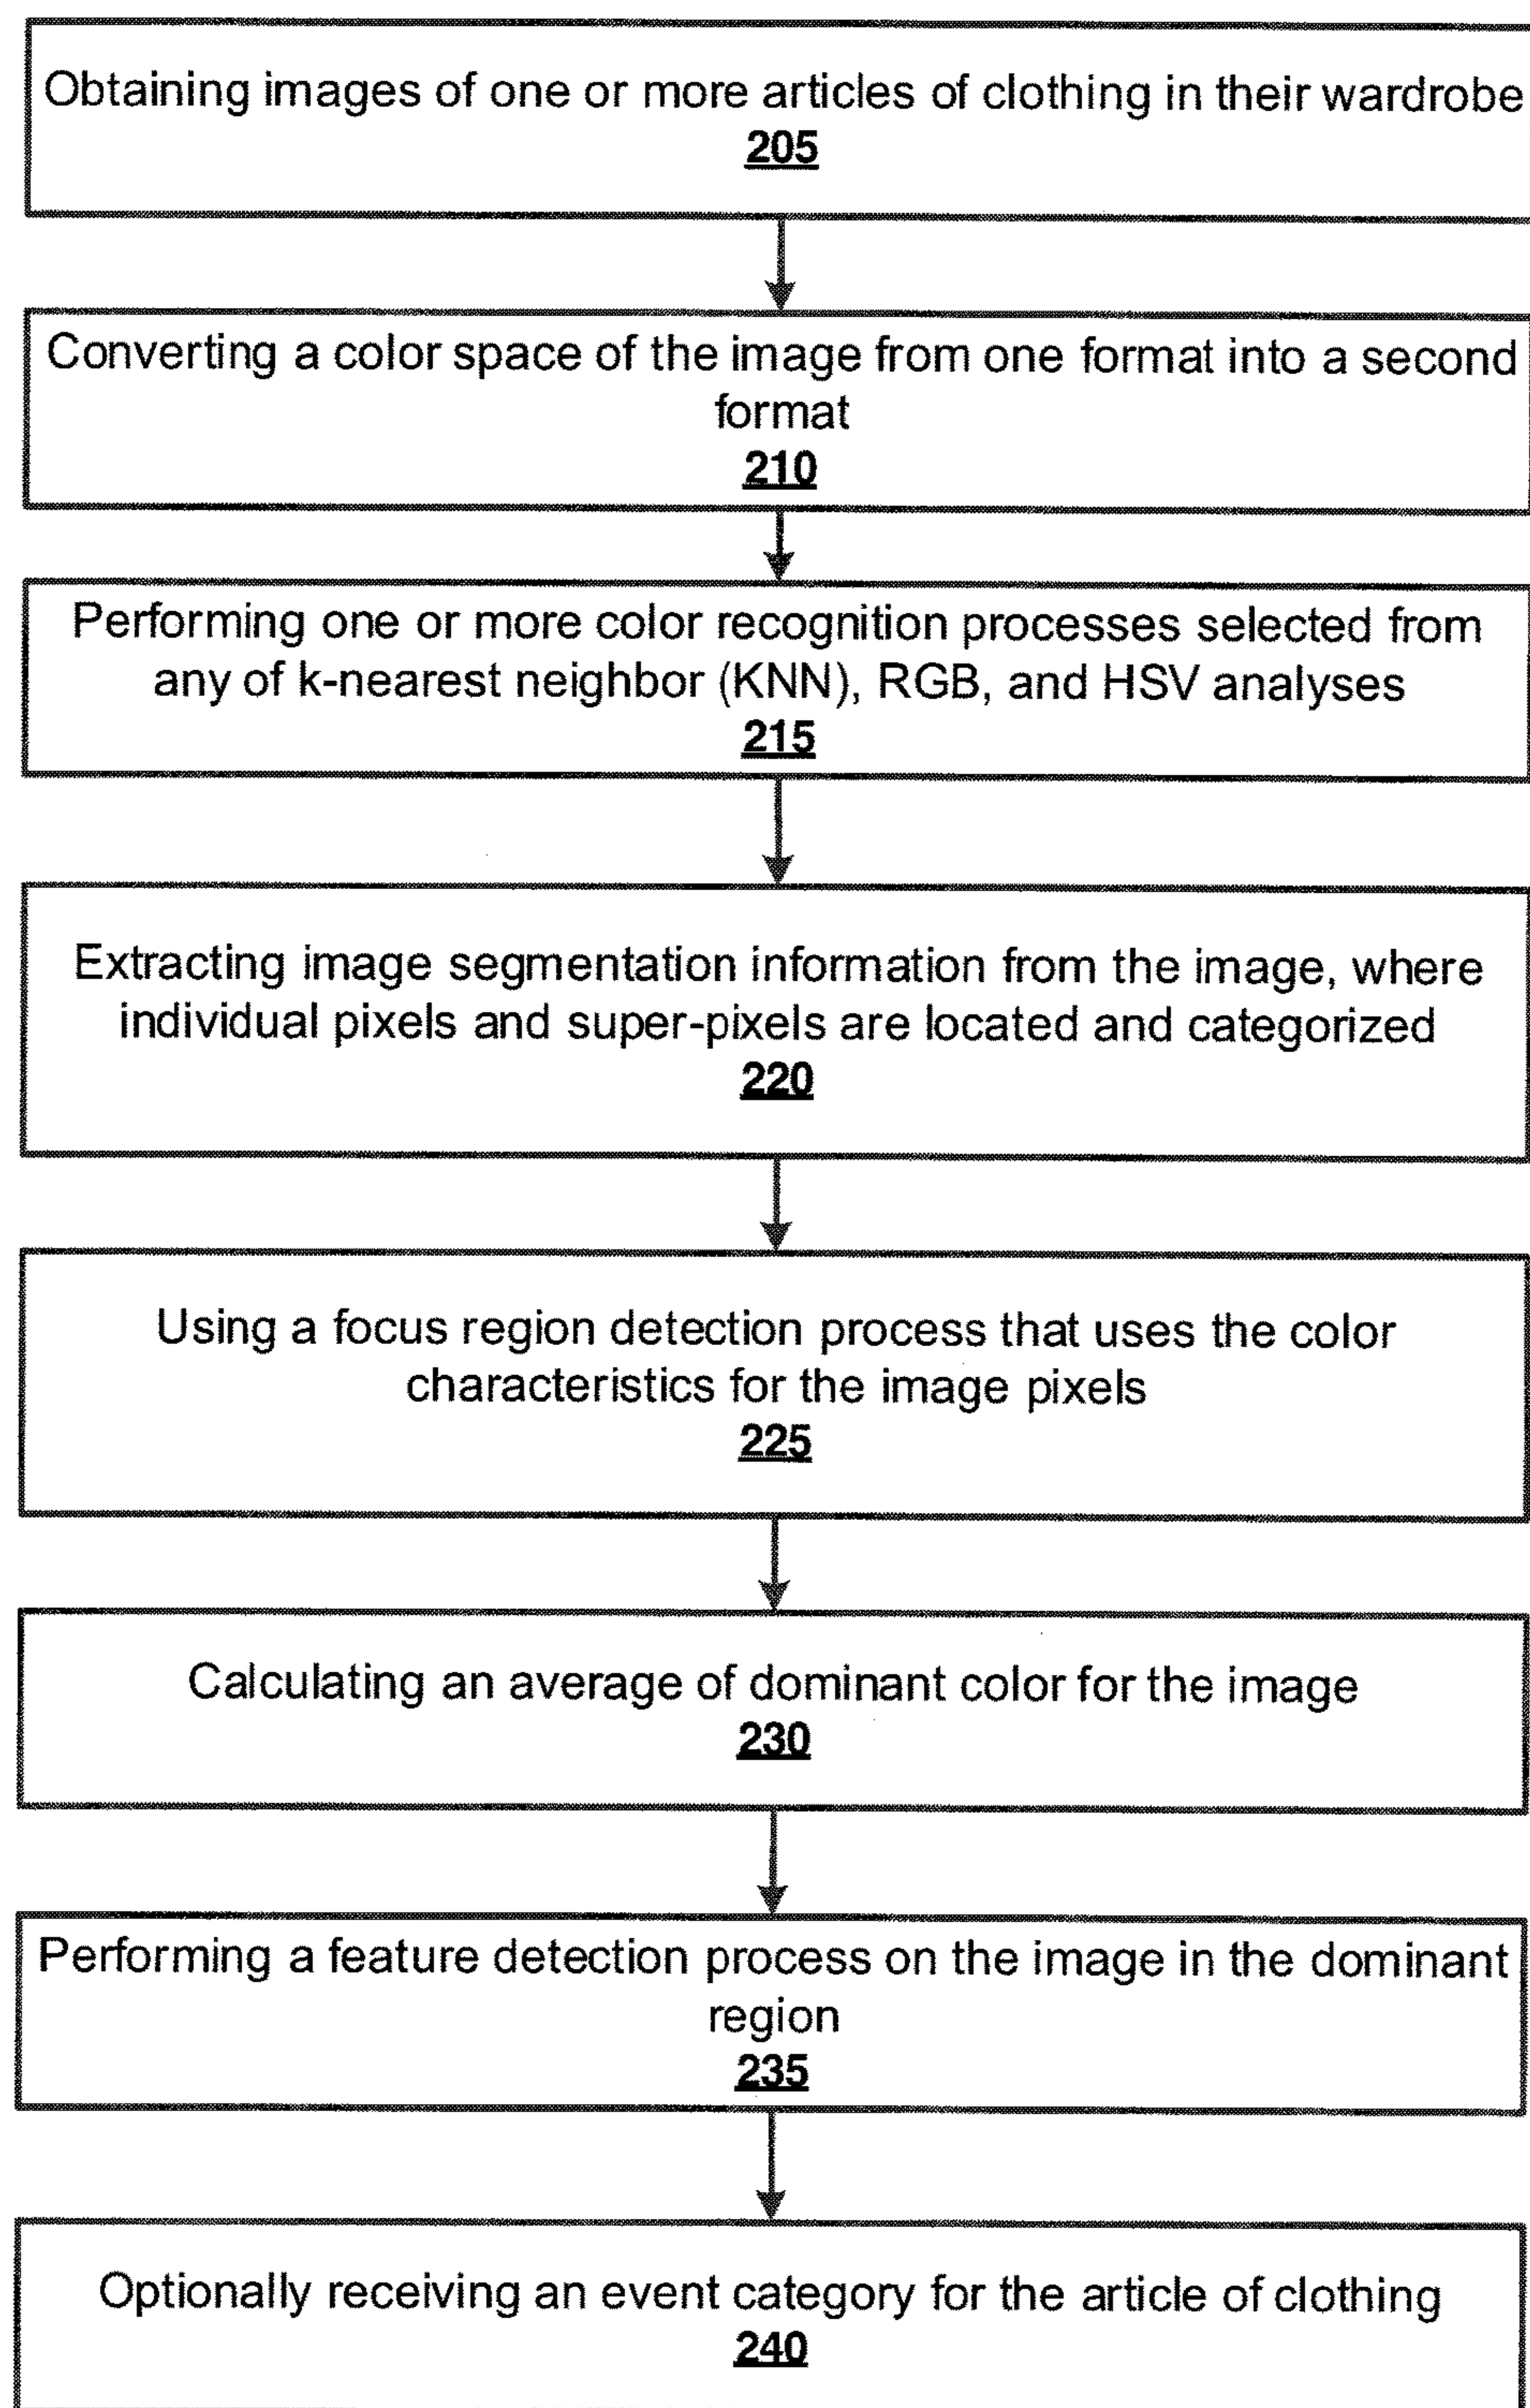 Obtaining images of one or more articles of clothing in their wardrobe
205
Converting a color space of the image from one format into a second
format
210
Performing one or more color recognition processes selected from
any of k-nearest neighbor (KNN), RGB, and HSV analyses
215
Extracting image segmentation information from the image, where
individual pixels and super-pixels are located and categorized
220
Using a focus region detection process that uses the color
characteristics for the image pixels
225
Calculating an average of dominant color for the image
230
Performing a feature detection process on the image in the dominant
region
235
Optionally receiving an event category for the article of clothing
240